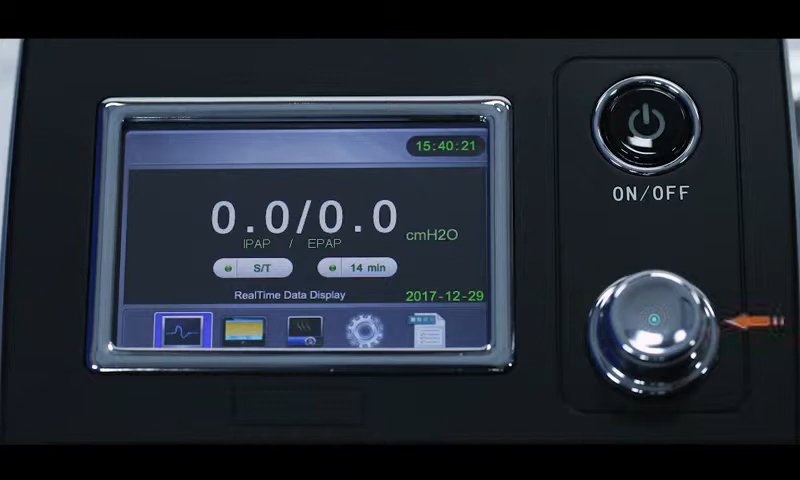 15:40:21
0.0/0.0 cmH2O
IPAP / EPAP
S/T 14 min
RealTime Data Display 2017-12-29
ON/OFF